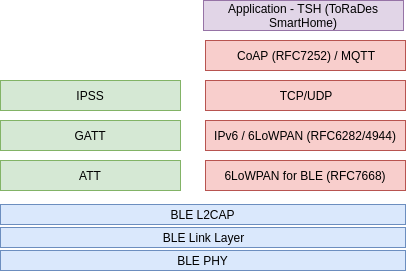 Application - TSH (ToRaDes
SmartHome)
CoAP (RFC7252) / MQTT
IPSS
TCP/UDP
GATT
IPv6 / 6LoWPAN (RFC6282/4944)
ATT
6LoWPAN for BLE (RFC7668)
BLE L2CAP
BLE Link Layer
BLE PHY